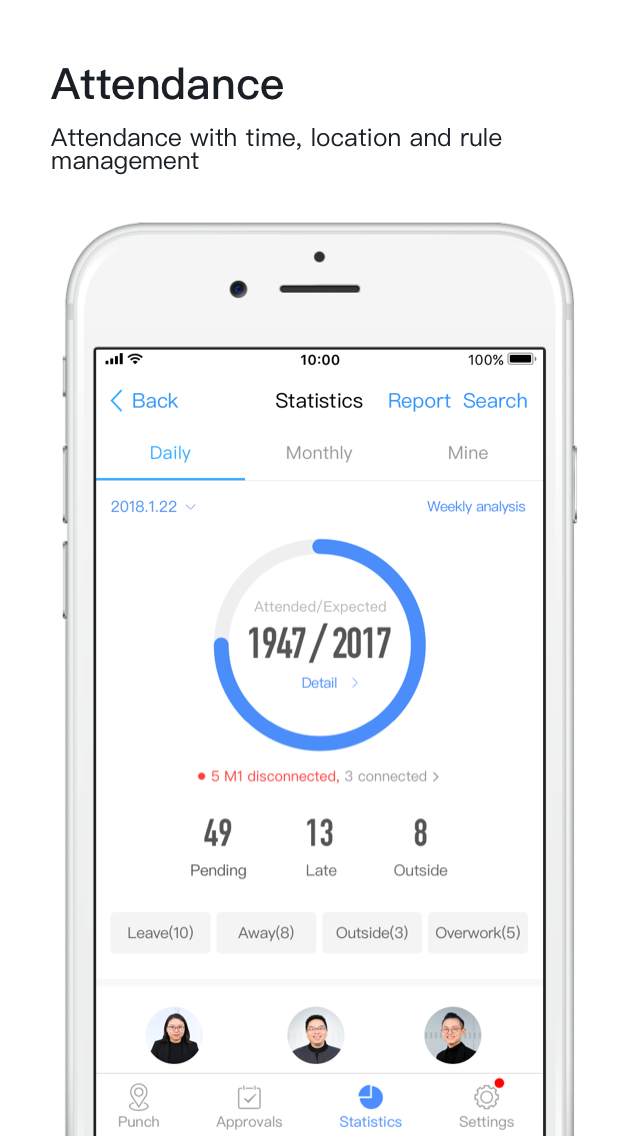 Attendance
Attendance with time, location and rule
management
10:00
100%
Back
Statistics
Report
Search
Daily
Monthly
Mine
2018.1.22
Weekly analysis
Attended/Expected
1947/2017
Detail
5 M1 disconnected, 3 connected
49
13
8
Pending
Late
Outside
Leave(10)
Away(8)
Outside(3)
Overwork(5)
Punch
Approvals
Statistics
Settings